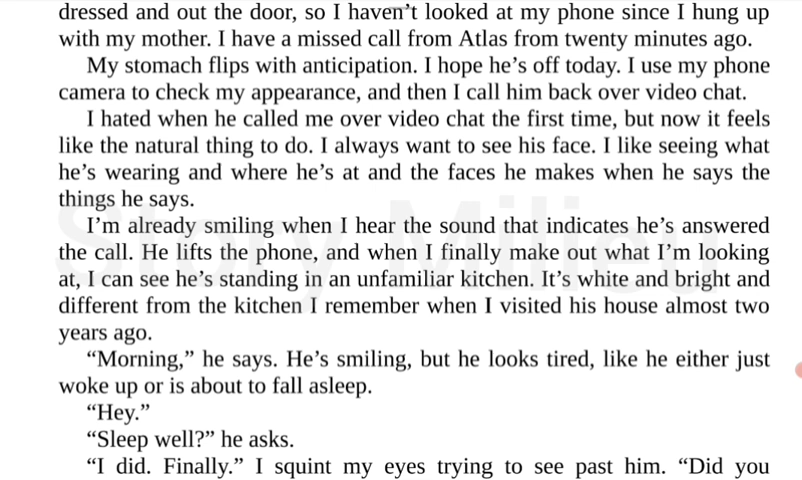 dressed and out the door, so I haven’t looked at my phone since I hung up
with my mother. I have a missed call from Atlas from twenty minutes ago.
My stomach flips with anticipation. I hope he’s off today. I use my phone
camera to check my appearance, and then I call him back over video chat.
I hated when he called me over video chat the first time, but now it feels
like the natural thing to do. I always want to see his face. I like seeing what
he’s wearing and where he’s at and the faces he makes when he says the
things he says.
I’m already smiling when I hear the sound that indicates he’s answered
the call. He lifts the phone, and when I finally make out what I’m looking
at, I can see he’s standing in an unfamiliar kitchen. It’s white and bright and
different from the kitchen I remember when I visited his house almost two
years ago.
“Morning,” he says. He’s smiling, but he looks tired, like he either just
woke up or is about to fall asleep.
“Hey.”
“Sleep well?” he asks.
“I did. Finally.” I squint my eyes trying to see past him. “Did you
Story Milieu